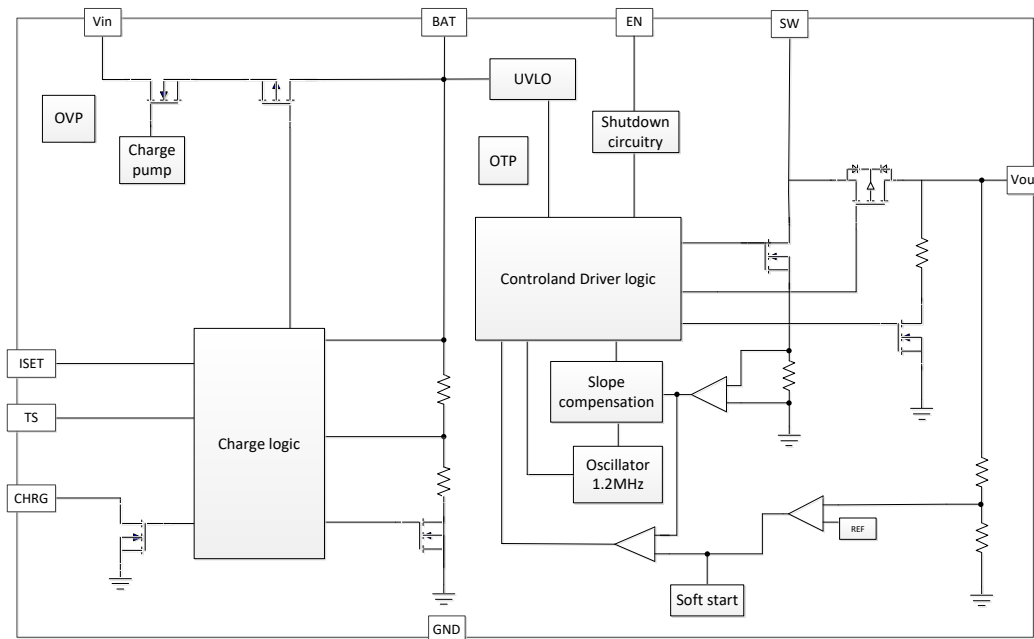 Vin
BAT
EN
SW
UVLO
OVP
Shutdown
circuitry
Charge
pump
OTP
Vou
Controland Driver logic
ISET
Slope
compensation
TS
Charge logic
Oscillator
1.2MHz
CHRG
REF
Soft start
GND